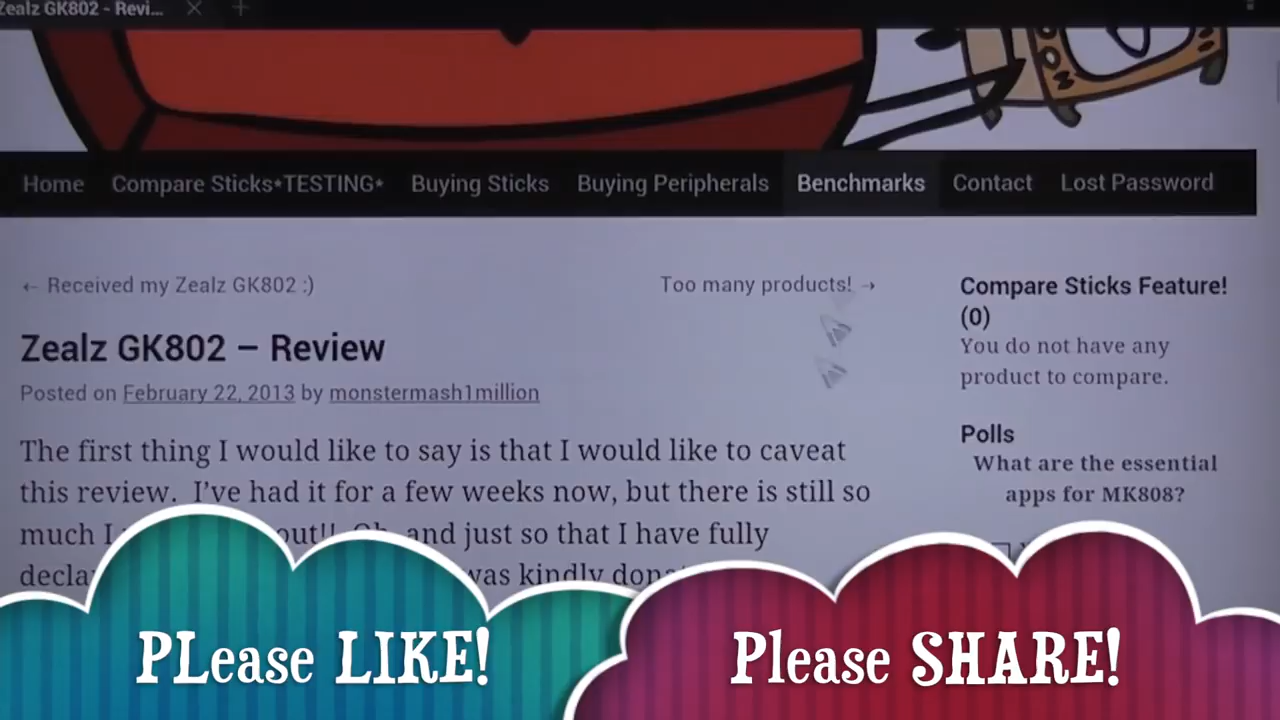 Zealz GK802 - Revi...
Home Compare Sticks*TESTING* Buying Sticks Buying Peripherals Benchmarks Contact Lost Password
← Received my Zealz GK802 :)
Too many products! →
Zealz GK802 – Review
Posted on February 22, 2013 by monstermash1million
The first thing I would like to say is that I would like to caveat
this review. I've had it for a few weeks now, but there is still so
much I out!! Oh, and just so that I have fully
was kindly
Compare Sticks Feature!
(0)
You do not have any
product to compare.
Polls
What are the essential
apps for MK808?
PLease LIKE!
Please SHARE!